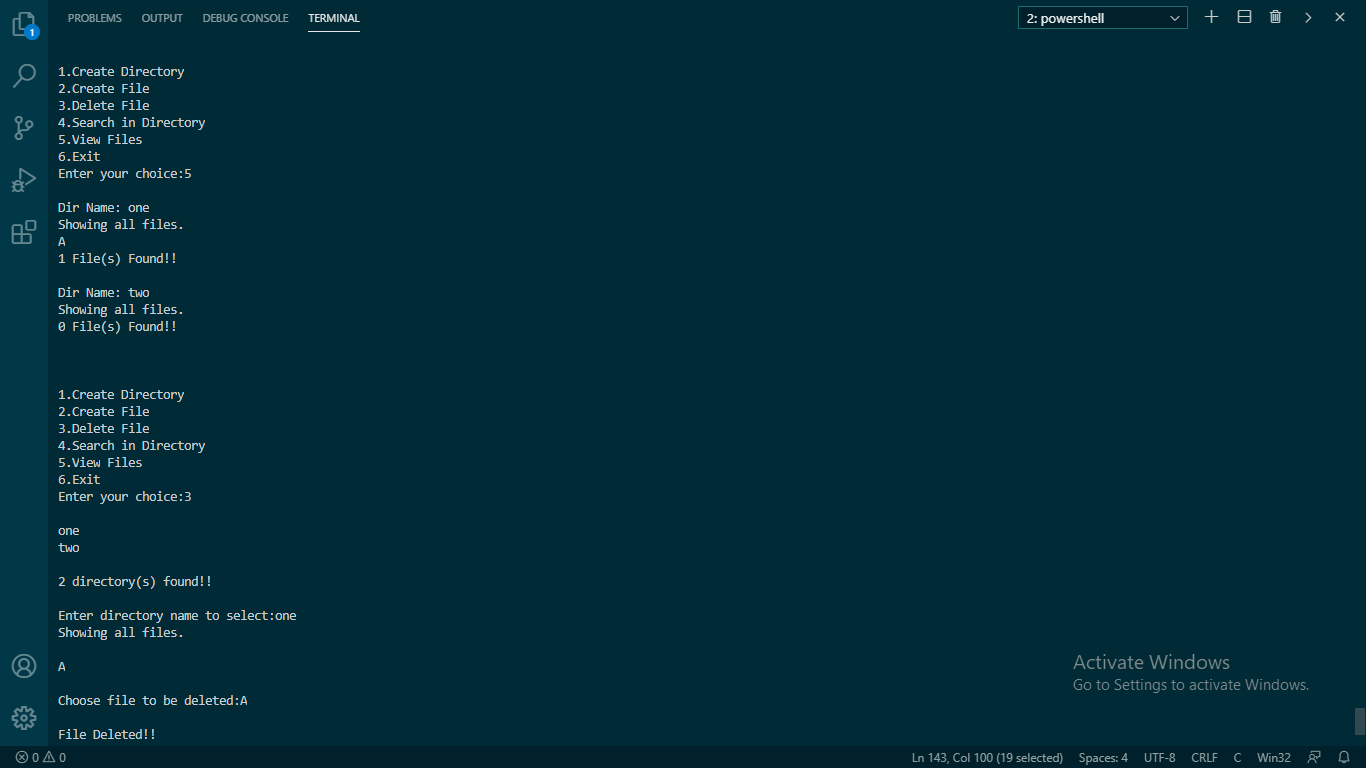 PROBLEMS OUTPUT DEBUG CONSOLE TERMINAL 2: powershell
1
1.Create Directory
2.Create File
3.Delete File
4.Search in Directory
5.View Files
6.Exit
Enter your choice:5
Dir Name: one
Showing all files.
A
1 File(s) Found!!
Dir Name: two
Showing all files.
0 File(s) Found!!
1.Create Directory
2.Create File
3.Delete File
4.Search in Directory
5.View Files
6.Exit
Enter your choice:3
one
two
2 directory(s) found!!
Enter directory name to select:one
Showing all files.
A
Choose file to be deleted:A
File Deleted!!
Activate Windows
Go to Settings to activate Windows.
0 0 Ln 143, Col 100 (19 selected) Spaces: 4 UTF-8 CRLF C Win32